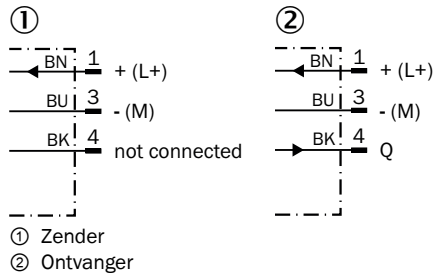 ① ②
BN 1 + (L+) BN 1 + (L+)
BU 3 - (M) BU 3 - (M)
BK 4 not connected BK 4 Q
① Zender
② Ontvanger